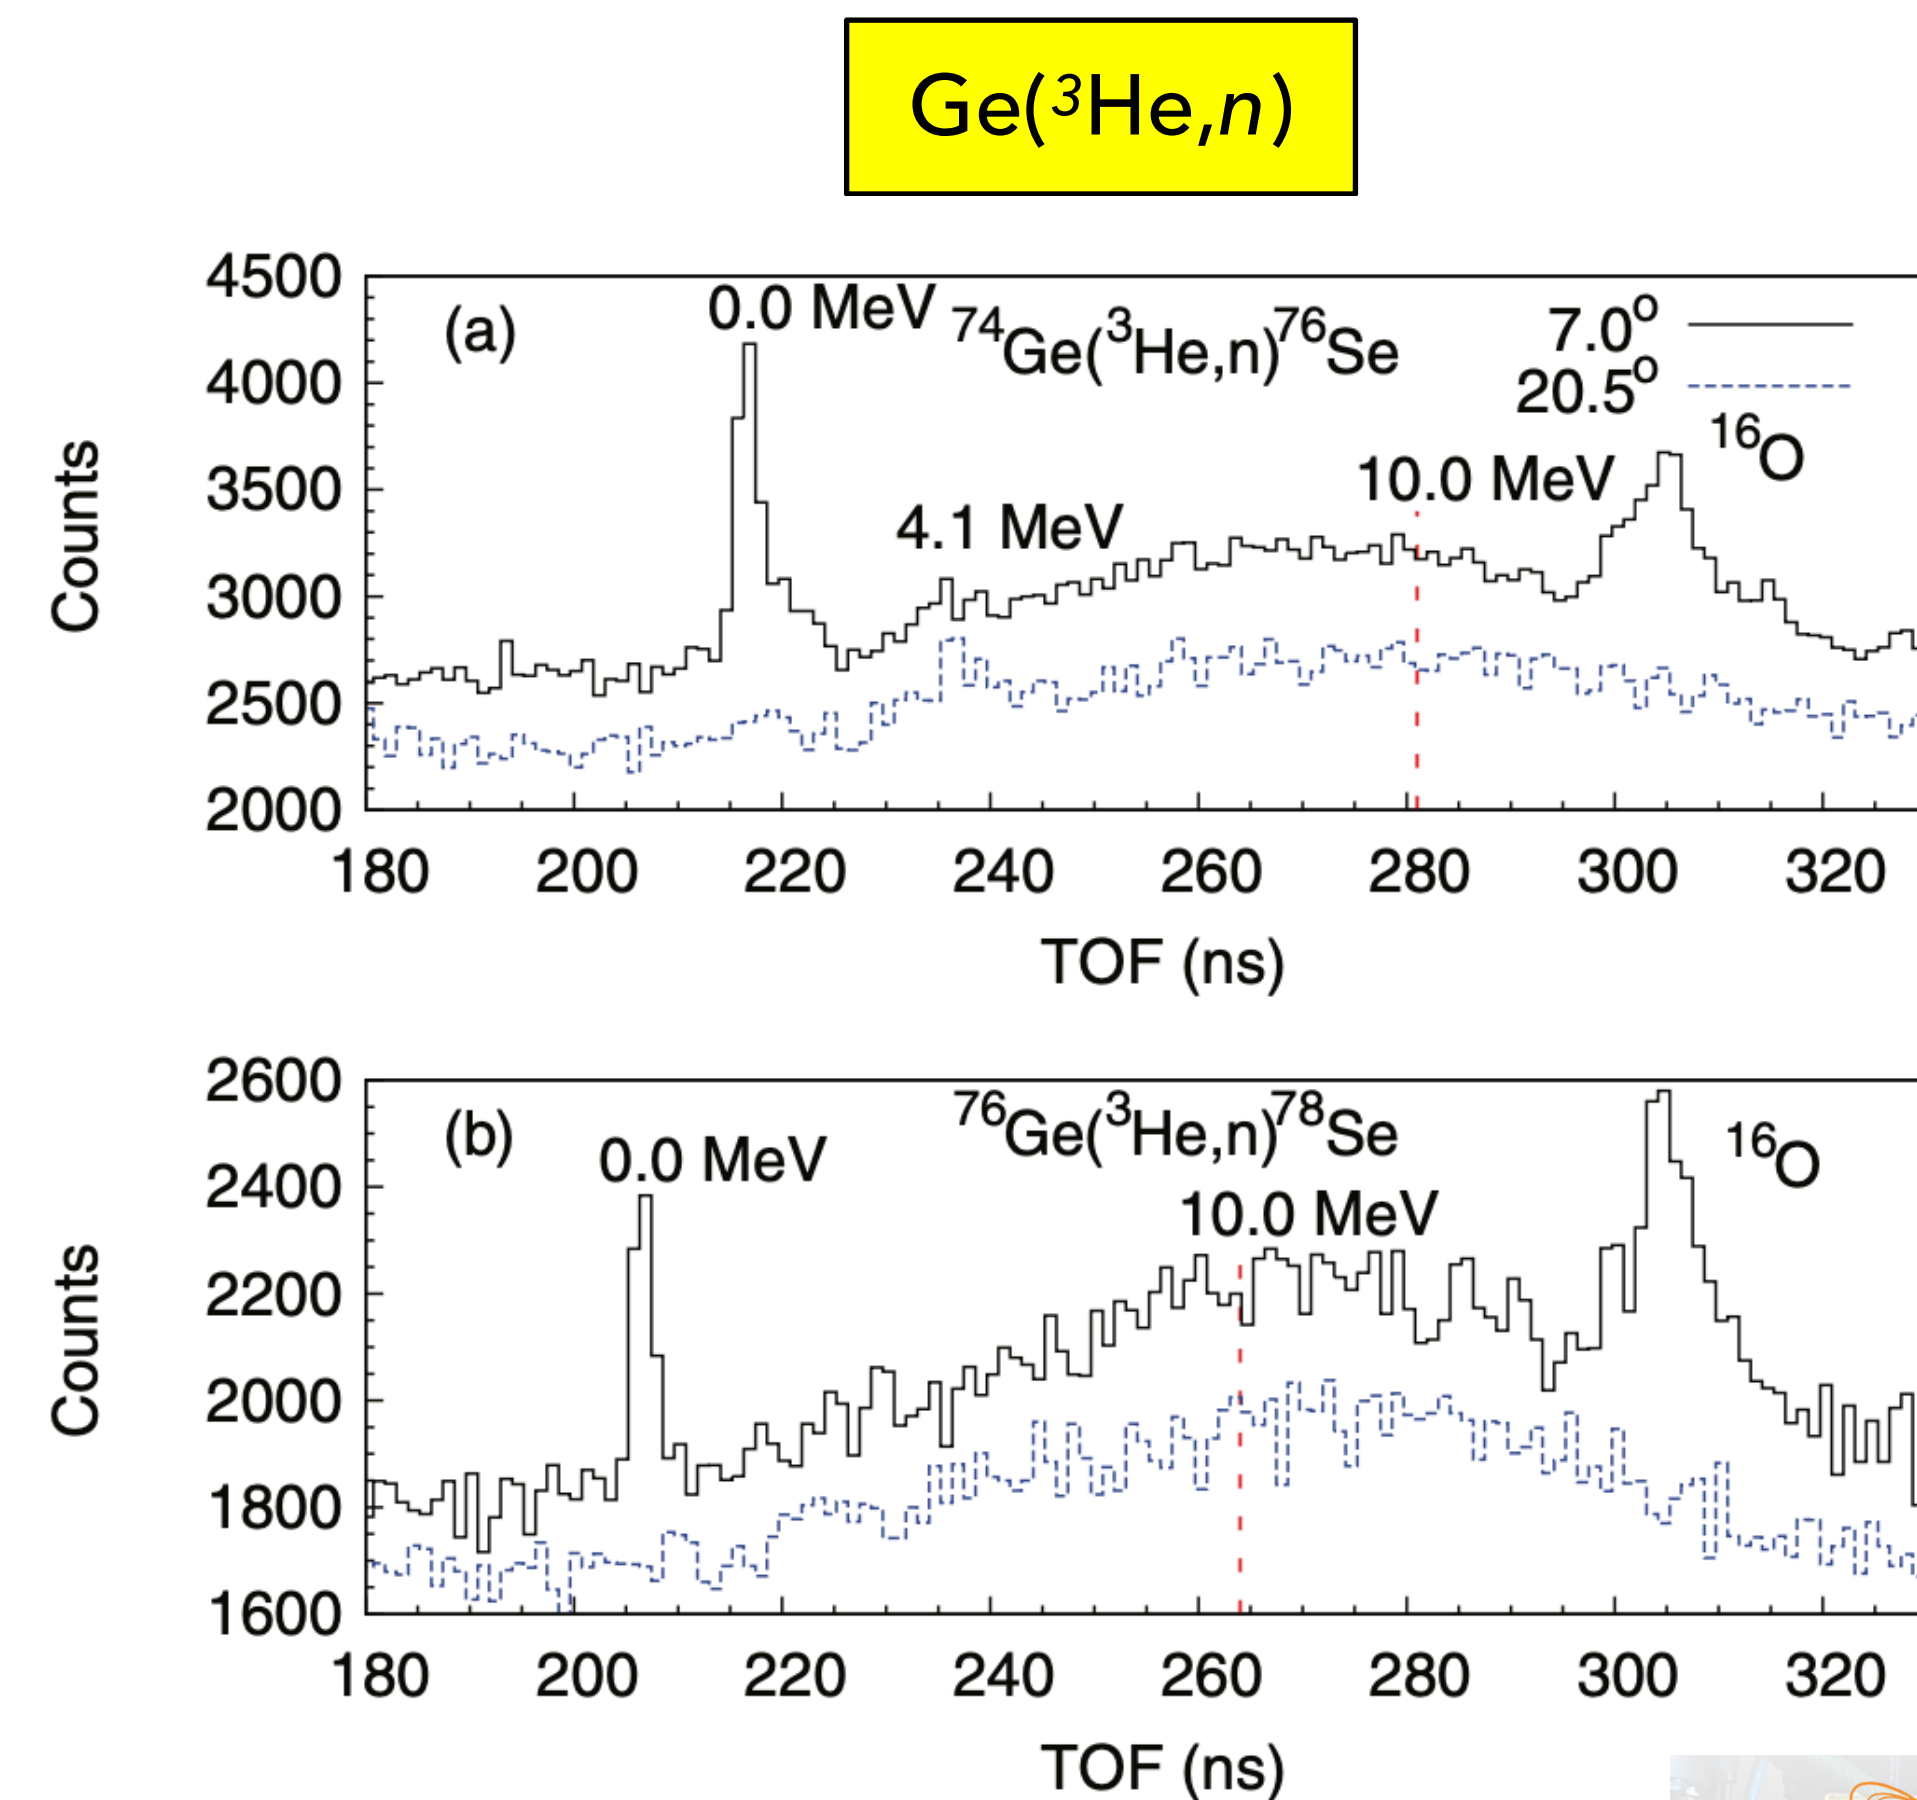 Ge(³He,n)
4500
4000
3500
3000
2500
2000
Counts
(a)
0.0 MeV
⁷⁴Ge(³He,n)⁷⁶Se
7.0°
20.5°
¹⁶O
10.0 MeV
4.1 MeV
180 200 220 240 260 280 300 320
TOF (ns)
2600
2400
2200
2000
1800
1600
Counts
(b)
0.0 MeV
⁷⁶Ge(³He,n)⁷⁸Se
¹⁶O
10.0 MeV
180 200 220 240 260 280 300 320
TOF (ns)